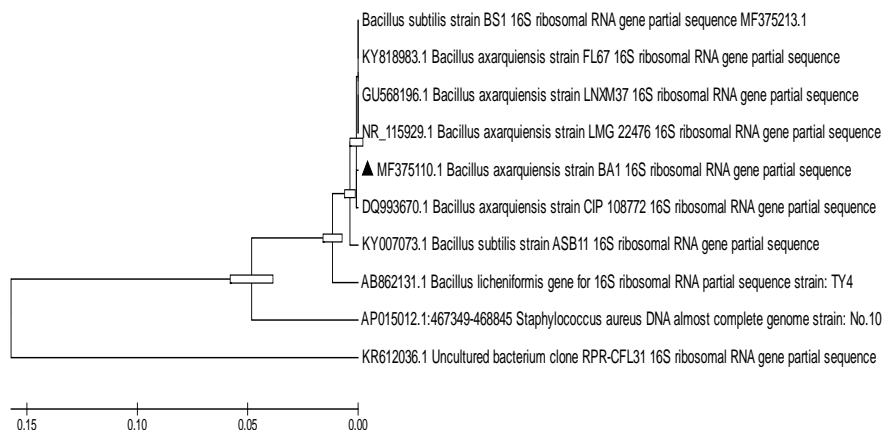 Bacillus subtilis strain BS1 16S ribosomal RNA gene partial sequence MF375213.1
KY818983.1 Bacillus axarquiensis strain FL67 16S ribosomal RNA gene partial sequence
GU568196.1 Bacillus axarquiensis strain LNXM37 16S ribosomal RNA gene partial sequence
NR_115929.1 Bacillus axarquiensis strain LMG 22476 16S ribosomal RNA gene partial sequence
MF375110.1 Bacillus axarquiensis strain BA1 16S ribosomal RNA gene partial sequence
DQ993670.1 Bacillus axarquiensis strain CIP 108772 16S ribosomal RNA gene partial sequence
KY007073.1 Bacillus subtilis strain ASB11 16S ribosomal RNA gene partial sequence
AB862131.1 Bacillus licheniformis gene for 16S ribosomal RNA partial sequence strain: TY4
AP015012.1:467349-468845 Staphylococcus aureus DNA almost complete genome strain: No.10
KR612036.1 Uncultured bacterium clone RPR-CFL31 16S ribosomal RNA gene partial sequence
0.15 0.10 0.05 0.00